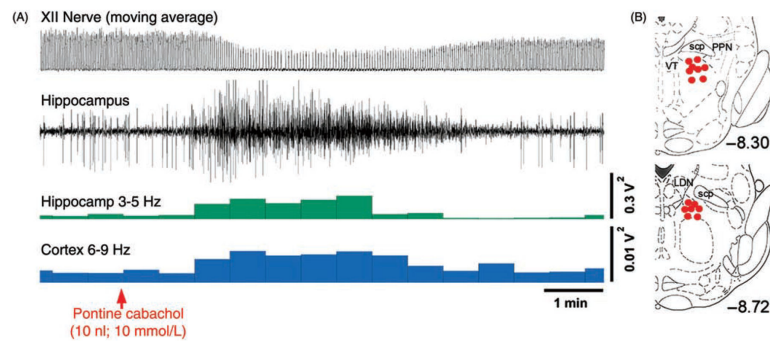 (A)
XII Nerve (moving average)
Hippocampus
Hippocamp 3-5 Hz
Cortex 6-9 Hz
0.3 V²
0.01 V²
Pontine cabachol
(10 nl; 10 mmol/L)
1 min
(B)
scp PPN
VT
−8.30
LDN
scp
−8.72